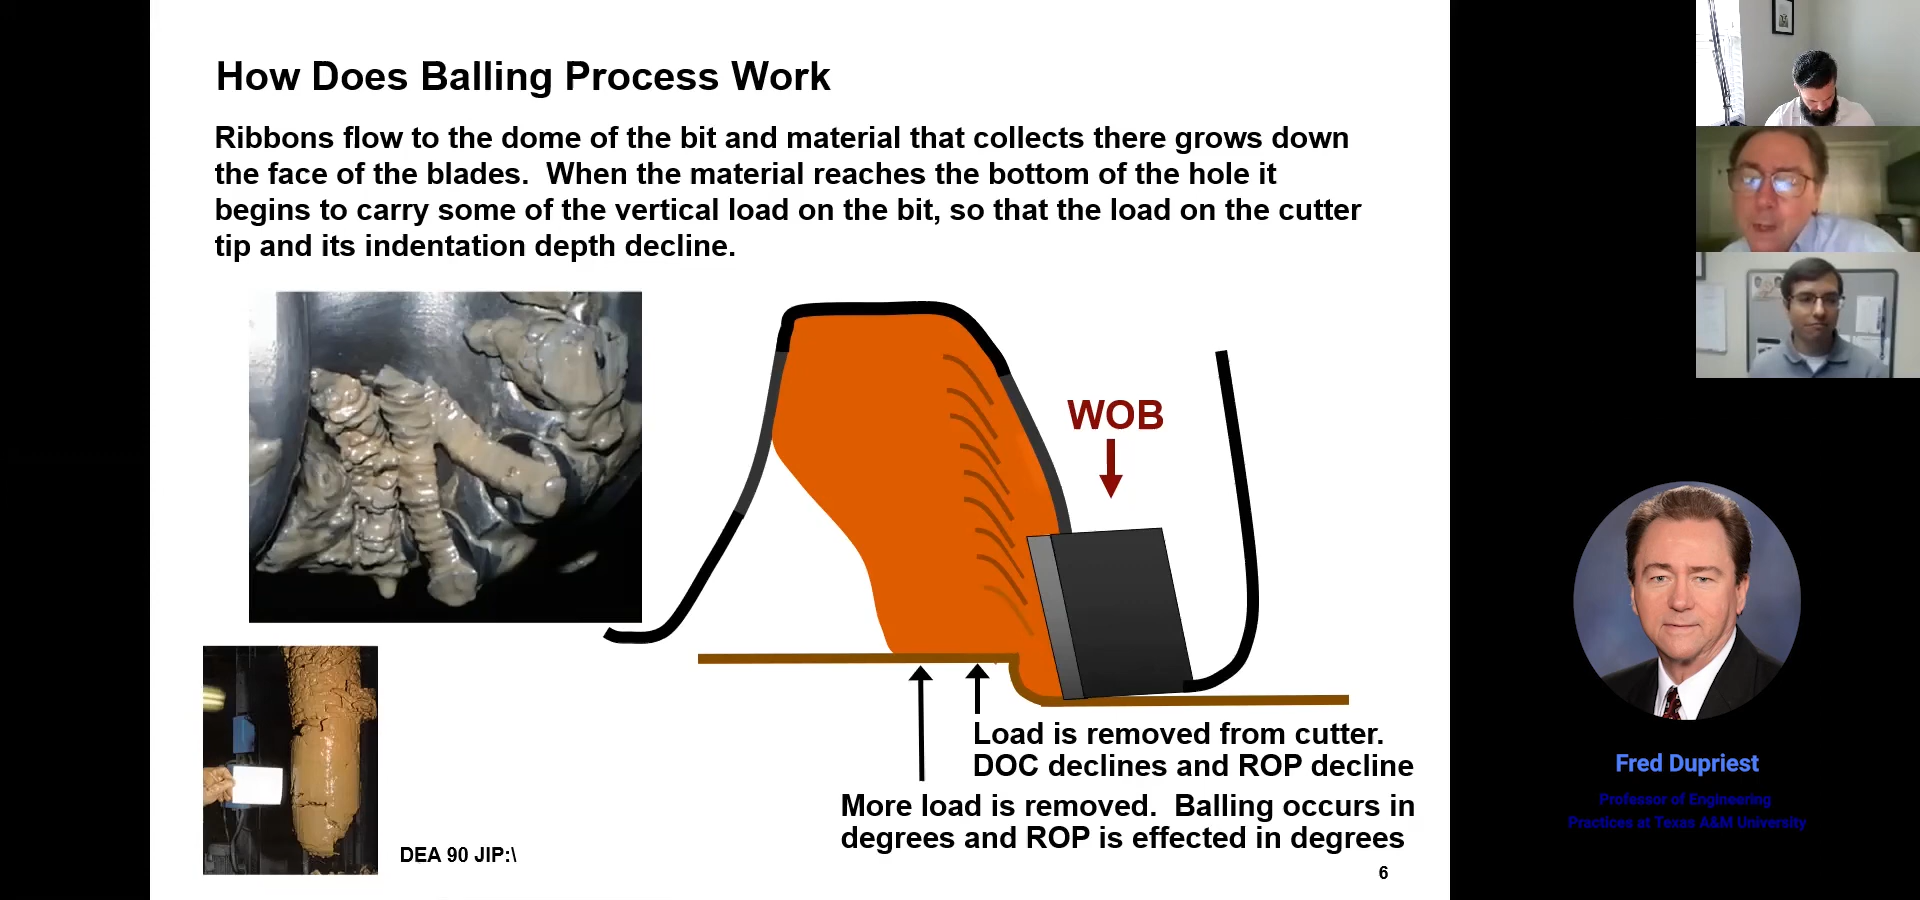 How Does Balling Process Work
Ribbons flow to the dome of the bit and material that collects there grows down
the face of the blades.  When the material reaches the bottom of the hole it
begins to carry some of the vertical load on the bit, so that the load on the cutter
tip and its indentation depth decline.
WOB
Load is removed from cutter.
DOC declines and ROP decline
More load is removed.  Balling occurs in
degrees and ROP is effected in degrees
DEA 90 JIP:\
6
Fred Dupriest
Professor of Engineering
Practices at Texas A&M University